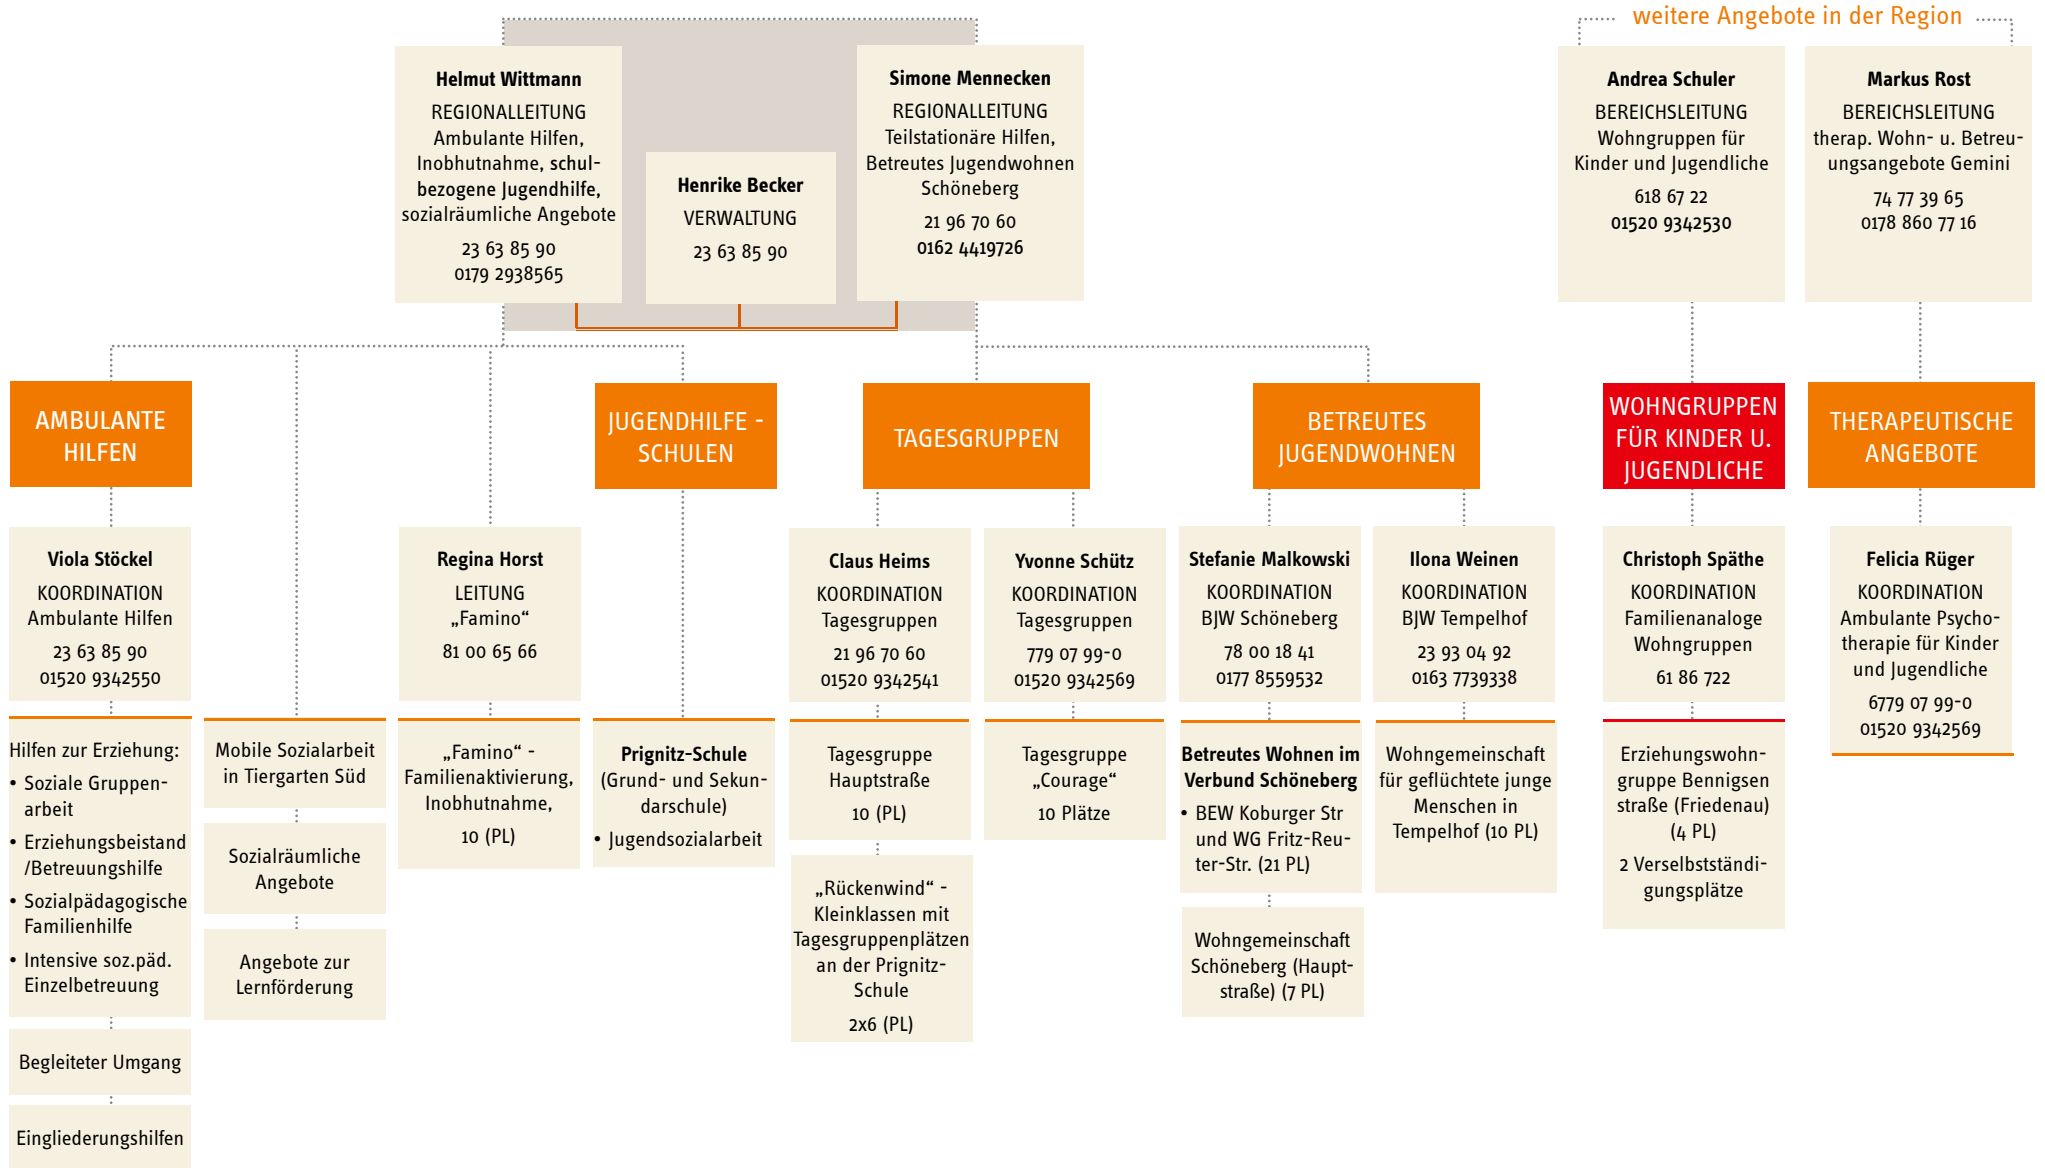 weitere Angebote in der Region
Helmut Wittmann
REGIONALLEITUNG
Ambulante Hilfen,
Inobhutnahme, schul-
bezogene Jugendhilfe,
sozialräumliche Angebote
23 63 85 90
0179 2938565
Henrike Becker
VERWALTUNG
23 63 85 90
Simone Mennecken
REGIONALLEITUNG
Teilstationäre Hilfen,
Betreutes Jugendwohnen
Schöneberg
21 96 70 60
0162 4419726
Andrea Schuler
BEREICHSLEITUNG
Wohngruppen für
Kinder und Jugendliche
618 67 22
01520 9342530
Markus Rost
BEREICHSLEITUNG
therap. Wohn- u. Betreu-
ungsangebote Gemini
74 77 39 65
0178 860 77 16
AMBULANTE
HILFEN
JUGENDHILFE -
SCHULEN
TAGESGRUPPEN
BETREUTES
JUGENDWOHNEN
WOHNGRUPPEN
FÜR KINDER U.
JUGENDLICHE
THERAPEUTISCHE
ANGEBOTE
Viola Stöckel
KOORDINATION
Ambulante Hilfen
23 63 85 90
01520 9342550
Regina Horst
LEITUNG
„Famino“
81 00 65 66
Claus Heims
KOORDINATION
Tagesgruppen
21 96 70 60
01520 9342541
Yvonne Schütz
KOORDINATION
Tagesgruppen
779 07 99-0
01520 9342569
Stefanie Malkowski
KOORDINATION
BJW Schöneberg
78 00 18 41
0177 8559532
Ilona Weinen
KOORDINATION
BJW Tempelhof
23 93 04 92
0163 7739338
Christoph Späthe
KOORDINATION
Familienanaloge
Wohngruppen
61 86 722
Felicia Rüger
KOORDINATION
Ambulante Psycho-
therapie für Kinder
und Jugendliche
6779 07 99-0
01520 9342569
Hilfen zur Erziehung:
• Soziale Gruppen-
arbeit
• Erziehungsbeistand
/Betreuungshilfe
• Sozialpädagogische
Familienhilfe
• Intensive soz.päd.
Einzelbetreuung
Begleiteter Umgang
Eingliederungshilfen
Mobile Sozialarbeit
in Tiergarten Süd
Sozialräumliche
Angebote
Angebote zur
Lernförderung
„Famino“ -
Familienaktivierung,
Inobhutnahme,
10 (PL)
Prignitz-Schule
(Grund- und Sekun-
darschule)
• Jugendsozialarbeit
Tagesgruppe
Hauptstraße
10 (PL)
„Rückenwind“ -
Kleinklassen mit
Tagesgruppenplätzen
an der Prignitz-
Schule
2x6 (PL)
Tagesgruppe
„Courage“
10 Plätze
Betreutes Wohnen im
Verbund Schöneberg
• BEW Koburger Str
und WG Fritz-Reu-
ter-Str. (21 PL)
Wohngemeinschaft
Schöneberg (Haupt-
straße) (7 PL)
Wohngemeinschaft
für geflüchtete junge
Menschen in
Tempelhof (10 PL)
Erziehungswohn-
gruppe Bennigsen
straße (Friedenau)
(4 PL)
2 Verselbstständi-
gungsplätze